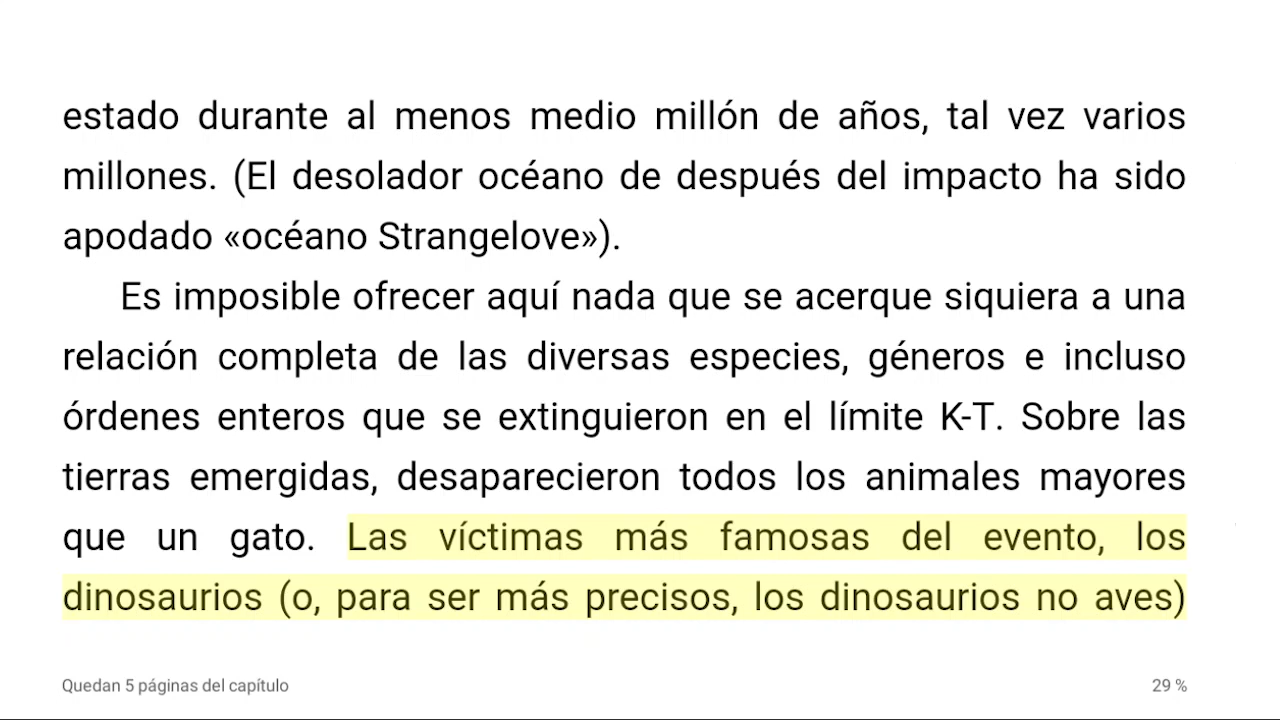 estado durante al menos medio millón de años, tal vez varios
millones. (El desolador océano de después del impacto ha sido
apodado «océano Strangelove»).
Es imposible ofrecer aquí nada que se acerque siquiera a una
relación completa de las diversas especies, géneros e incluso
órdenes enteros que se extinguieron en el límite K-T. Sobre las
tierras emergidas, desaparecieron todos los animales mayores
que un gato. Las víctimas más famosas del evento, los
dinosaurios (o, para ser más precisos, los dinosaurios no aves)
Quedan 5 páginas del capítulo
29 %